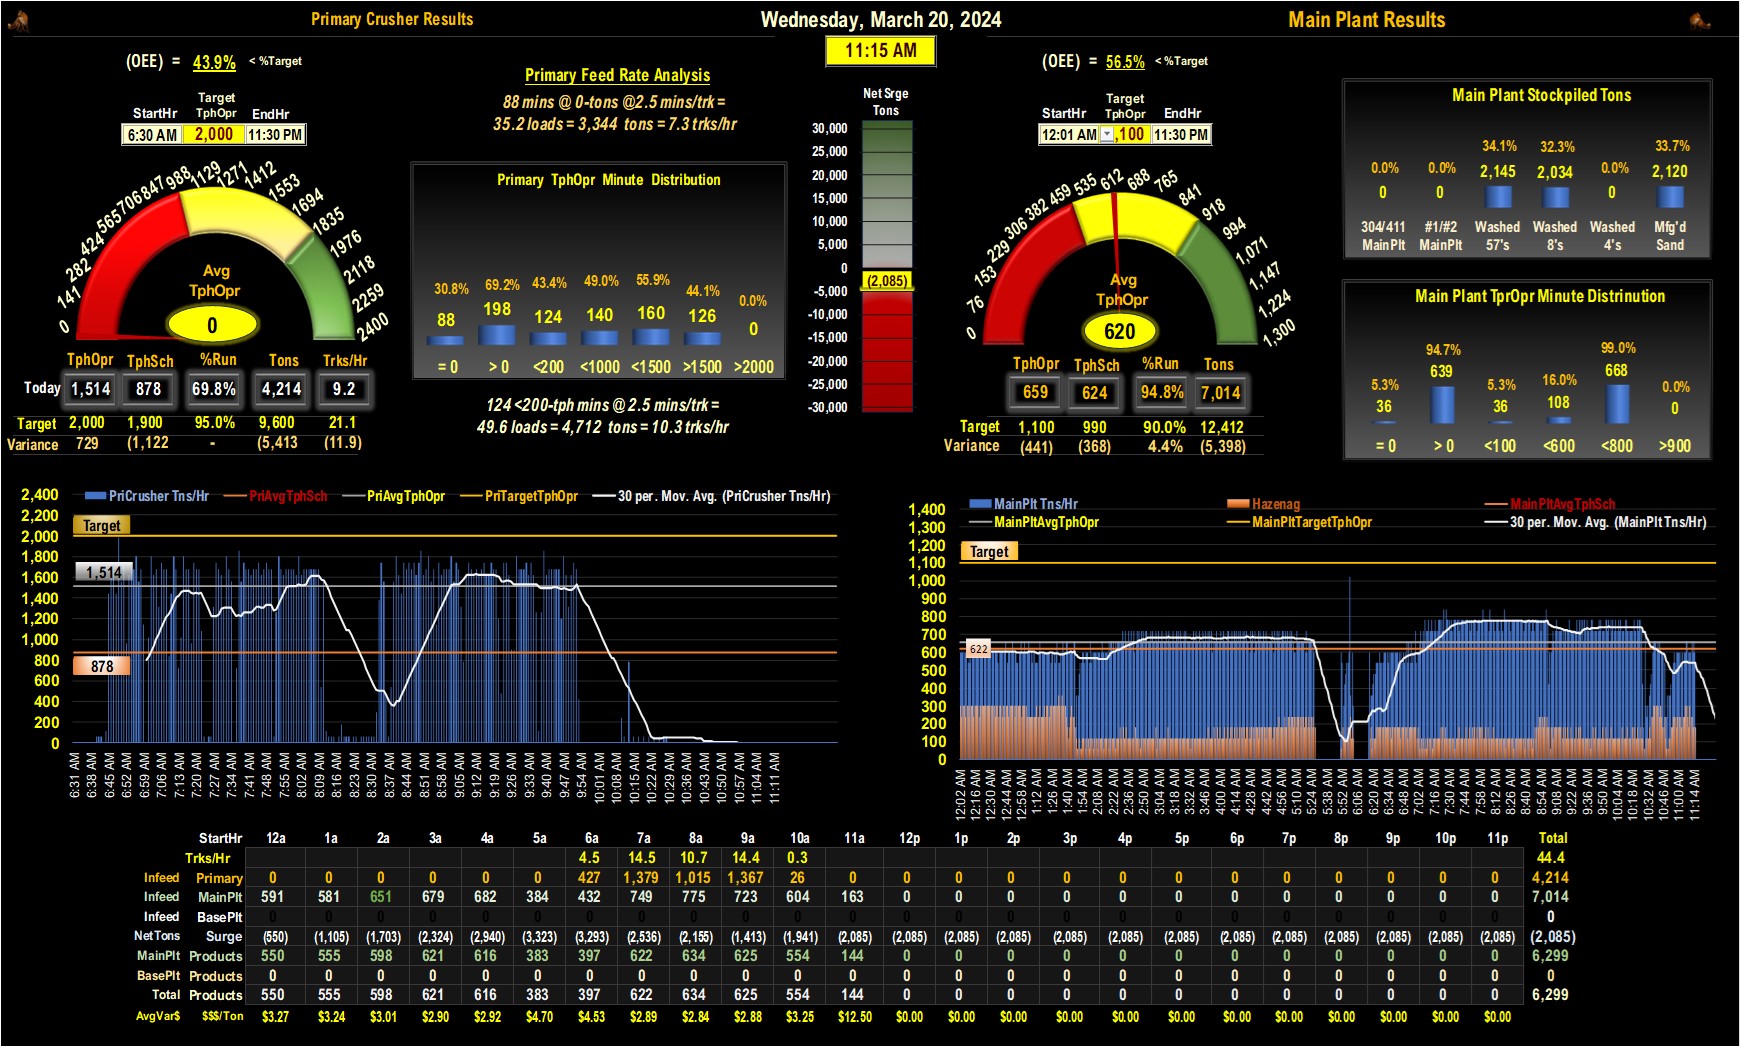 Primary Crusher Results
Wednesday, March 20, 2024
Main Plant Results
11:15 AM
(OEE) = 43.9% < %Target
StartHr Target TphOpr EndHr
6:30 AM 2,000 11:30 PM
0 141 282 424 565 706 847 988 1129 1271 1412 1553 1694 1835 1976 2118 2259 2400
Avg
TphOpr
0
TphOpr TphSch %Run Tons Trks/Hr
Today 1,514 878 69.8% 4,214 9.2
Target 2,000 1,900 95.0% 9,600 21.1
Variance 729 (1,122 - (5,413) (11.9)
Primary Feed Rate Analysis
88 mins @ 0-tons @2.5 mins/trk =
35.2 loads = 3,344 tons = 7.3 trks/hr
Primary TphOpr Minute Distribution
30.8% 69.2% 43.4% 49.0% 55.9% 44.1% 0.0%
88 198 124 140 160 126 0
= 0 > 0 <200 <1000 <1500 >1500 >2000
124 <200-tph mins @ 2.5 mins/trk =
49.6 loads = 4,712 tons = 10.3 trks/hr
Net Srge
Tons
30,000
25,000
20,000
15,000
10,000
5,000
0
(2,085)
-5,000
-10,000
-15,000
-20,000
-25,000
-30,000
(OEE) = 56.5% < %Target
StartHr Target TphOpr EndHr
12:01 AM ,100 11:30 PM
0 76 153 229 306 382 459 535 612 688 765 841 918 994 1,071 1,147 1,224 1,300
Avg
TphOpr
620
TphOpr TphSch %Run Tons
659 624 94.8% 7,014
Target 1,100 990 90.0% 12,412
Variance (441) (368) 4.4% (5,398)
Main Plant Stockpiled Tons
0.0% 0.0% 34.1% 32.3% 0.0% 33.7%
0 0 2,145 2,034 0 2,120
304/411 #1/#2 Washed Washed Washed Mfg'd
MainPlt MainPlt 57's 8's 4's Sand
Main Plant TprOpr Minute Distrinution
5.3% 94.7% 5.3% 16.0% 99.0% 0.0%
36 639 36 108 668 0
= 0 > 0 <100 <600 <800 >900
PriCrusher Tns/Hr PriAvgTphSch PriAvgTphOpr PriTargetTphOpr 30 per. Mov. Avg. (PriCrusher Tns/Hr)
2,400
2,200
2,000
1,800
1,600
1,400
1,200
1,000
800
600
400
200
0
Target
1,514
878
6:31 AM 6:38 AM 6:45 AM 6:52 AM 6:59 AM 7:06 AM 7:13 AM 7:20 AM 7:27 AM 7:34 AM 7:41 AM 7:48 AM 7:55 AM 8:02 AM 8:09 AM 8:16 AM 8:23 AM 8:30 AM 8:37 AM 8:44 AM 8:51 AM 8:58 AM 9:05 AM 9:12 AM 9:19 AM 9:26 AM 9:33 AM 9:40 AM 9:47 AM 9:54 AM 10:01 AM 10:08 AM 10:15 AM 10:22 AM 10:29 AM 10:36 AM 10:43 AM 10:50 AM 10:57 AM 11:04 AM 11:11 AM
MainPlt Tns/Hr Hazenag MainPltAvgTphSch
MainPltAvgTphOpr MainPltTargetTphOpr 30 per. Mov. Avg. (MainPlt Tns/Hr)
1,400
1,300
1,200
1,100
1,000
900
800
700
600
500
400
300
200
100
0
Target
622
12:02 AM 12:16 AM 12:30 AM 12:44 AM 12:58 AM 1:12 AM 1:26 AM 1:40 AM 1:54 AM 2:08 AM 2:22 AM 2:36 AM 2:50 AM 3:04 AM 3:18 AM 3:32 AM 3:46 AM 4:00 AM 4:14 AM 4:28 AM 4:42 AM 4:56 AM 5:10 AM 5:24 AM 5:38 AM 5:52 AM 6:06 AM 6:20 AM 6:34 AM 6:48 AM 7:02 AM 7:16 AM 7:30 AM 7:44 AM 7:58 AM 8:12 AM 8:26 AM 8:40 AM 8:54 AM 9:08 AM 9:22 AM 9:36 AM 9:50 AM 10:04 AM 10:18 AM 10:32 AM 10:46 AM 11:00 AM 11:14 AM
StartHr 12a 1a 2a 3a 4a 5a 6a 7a 8a 9a 10a 11a 12p 1p 2p 3p 4p 5p 6p 7p 8p 9p 10p 11p Total
Trks/Hr 4.5 14.5 10.7 14.4 0.3 44.4
Infeed Primary 0 0 0 0 0 0 427 1,379 1,015 1,367 26 0 0 0 0 0 0 0 0 0 0 0 0 0 4,214
Infeed MainPlt 591 581 651 679 682 384 432 749 775 723 604 163 0 0 0 0 0 0 0 0 0 0 0 0 7,014
Infeed BasePlt 0 0 0 0 0 0 0 0 0 0 0 0 0 0 0 0 0 0 0 0 0 0 0 0 0
NetTons Surge (550) (1,105) (1,703) (2,324) (2,940) (3,323) (3,293) (2,536) (2,155) (1,413) (1,941) (2,085) (2,085) (2,085) (2,085) (2,085) (2,085) (2,085) (2,085) (2,085) (2,085) (2,085) (2,085) (2,085) (2,085)
MainPlt Products 550 555 598 621 616 383 397 622 634 625 554 144 0 0 0 0 0 0 0 0 0 0 0 0 6,299
BasePlt Products 0 0 0 0 0 0 0 0 0 0 0 0 0 0 0 0 0 0 0 0 0 0 0 0 0
Total Products 550 555 598 621 616 383 397 622 634 625 554 144 0 0 0 0 0 0 0 0 0 0 0 0 6,299
AvgVar$ $$$/Ton $3.27 $3.24 $3.01 $2.90 $2.92 $4.70 $4.53 $2.89 $2.84 $2.88 $3.25 $12.50 $0.00 $0.00 $0.00 $0.00 $0.00 $0.00 $0.00 $0.00 $0.00 $0.00 $0.00 $0.00